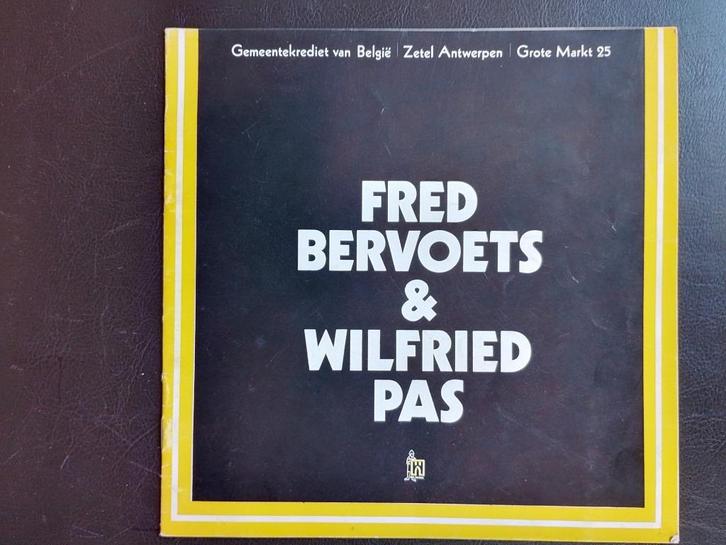 Gemeentekrediet van België | Zetel Antwerpen | Grote Markt 25
FRED
BERVOETS
&
WILFRIED
PAS